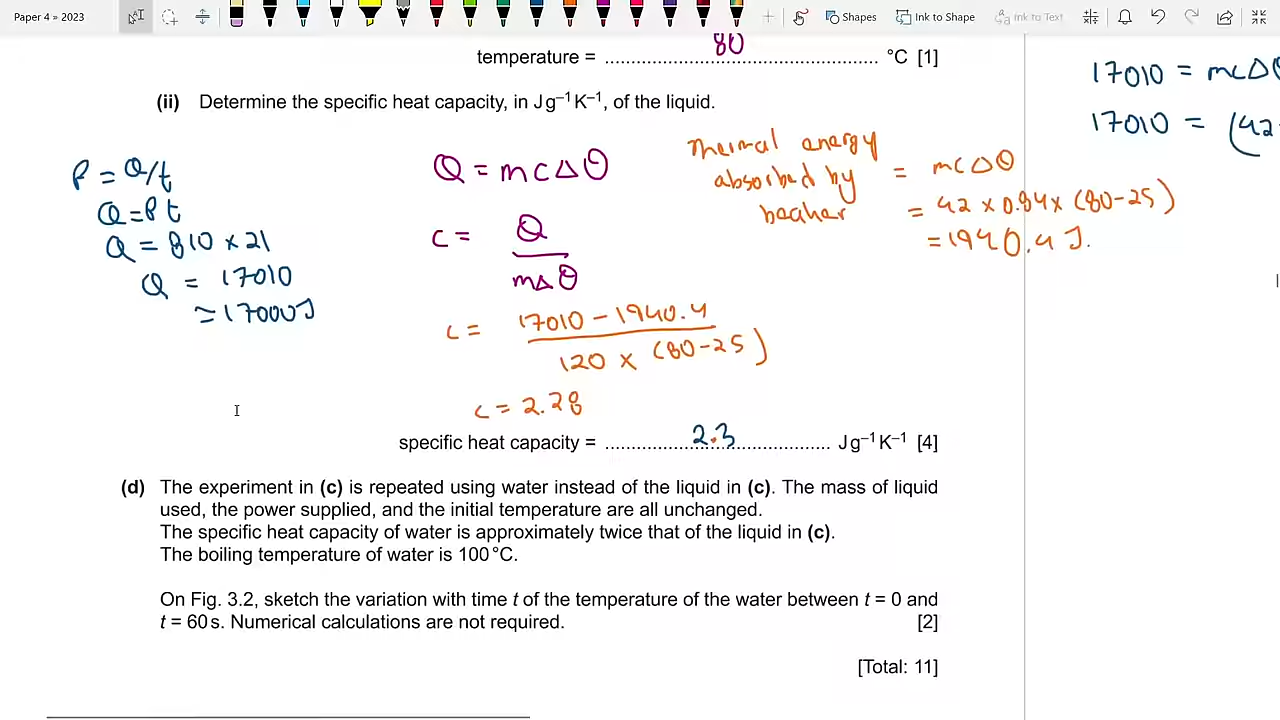 Paper 4 » 2023
Shapes
Ink to Shape
Ink to Text
80
temperature = .................................................... °C [1]
(ii) Determine the specific heat capacity, in J g⁻¹ K⁻¹, of the liquid.
P = Q/t
Q = P t
Q = 810 × 21
Q = 17010
≈ 17000J
Q = mcΔθ
c = Q
mΔθ
c = 17010 - 1940.4
120 × (80-25)
c = 2.28
Thermal energy
absorbed by
beaker
= mcΔθ
= 42 × 0.84 × (80-25)
= 1940.4 J.
17010 = mcΔθ
17010 = (42
2.3
specific heat capacity = ........................................... J g⁻¹ K⁻¹ [4]
(d) The experiment in (c) is repeated using water instead of the liquid in (c). The mass of liquid
used, the power supplied, and the initial temperature are all unchanged.
The specific heat capacity of water is approximately twice that of the liquid in (c).
The boiling temperature of water is 100 °C.
On Fig. 3.2, sketch the variation with time t of the temperature of the water between t = 0 and
t = 60 s. Numerical calculations are not required. [2]
[Total: 11]